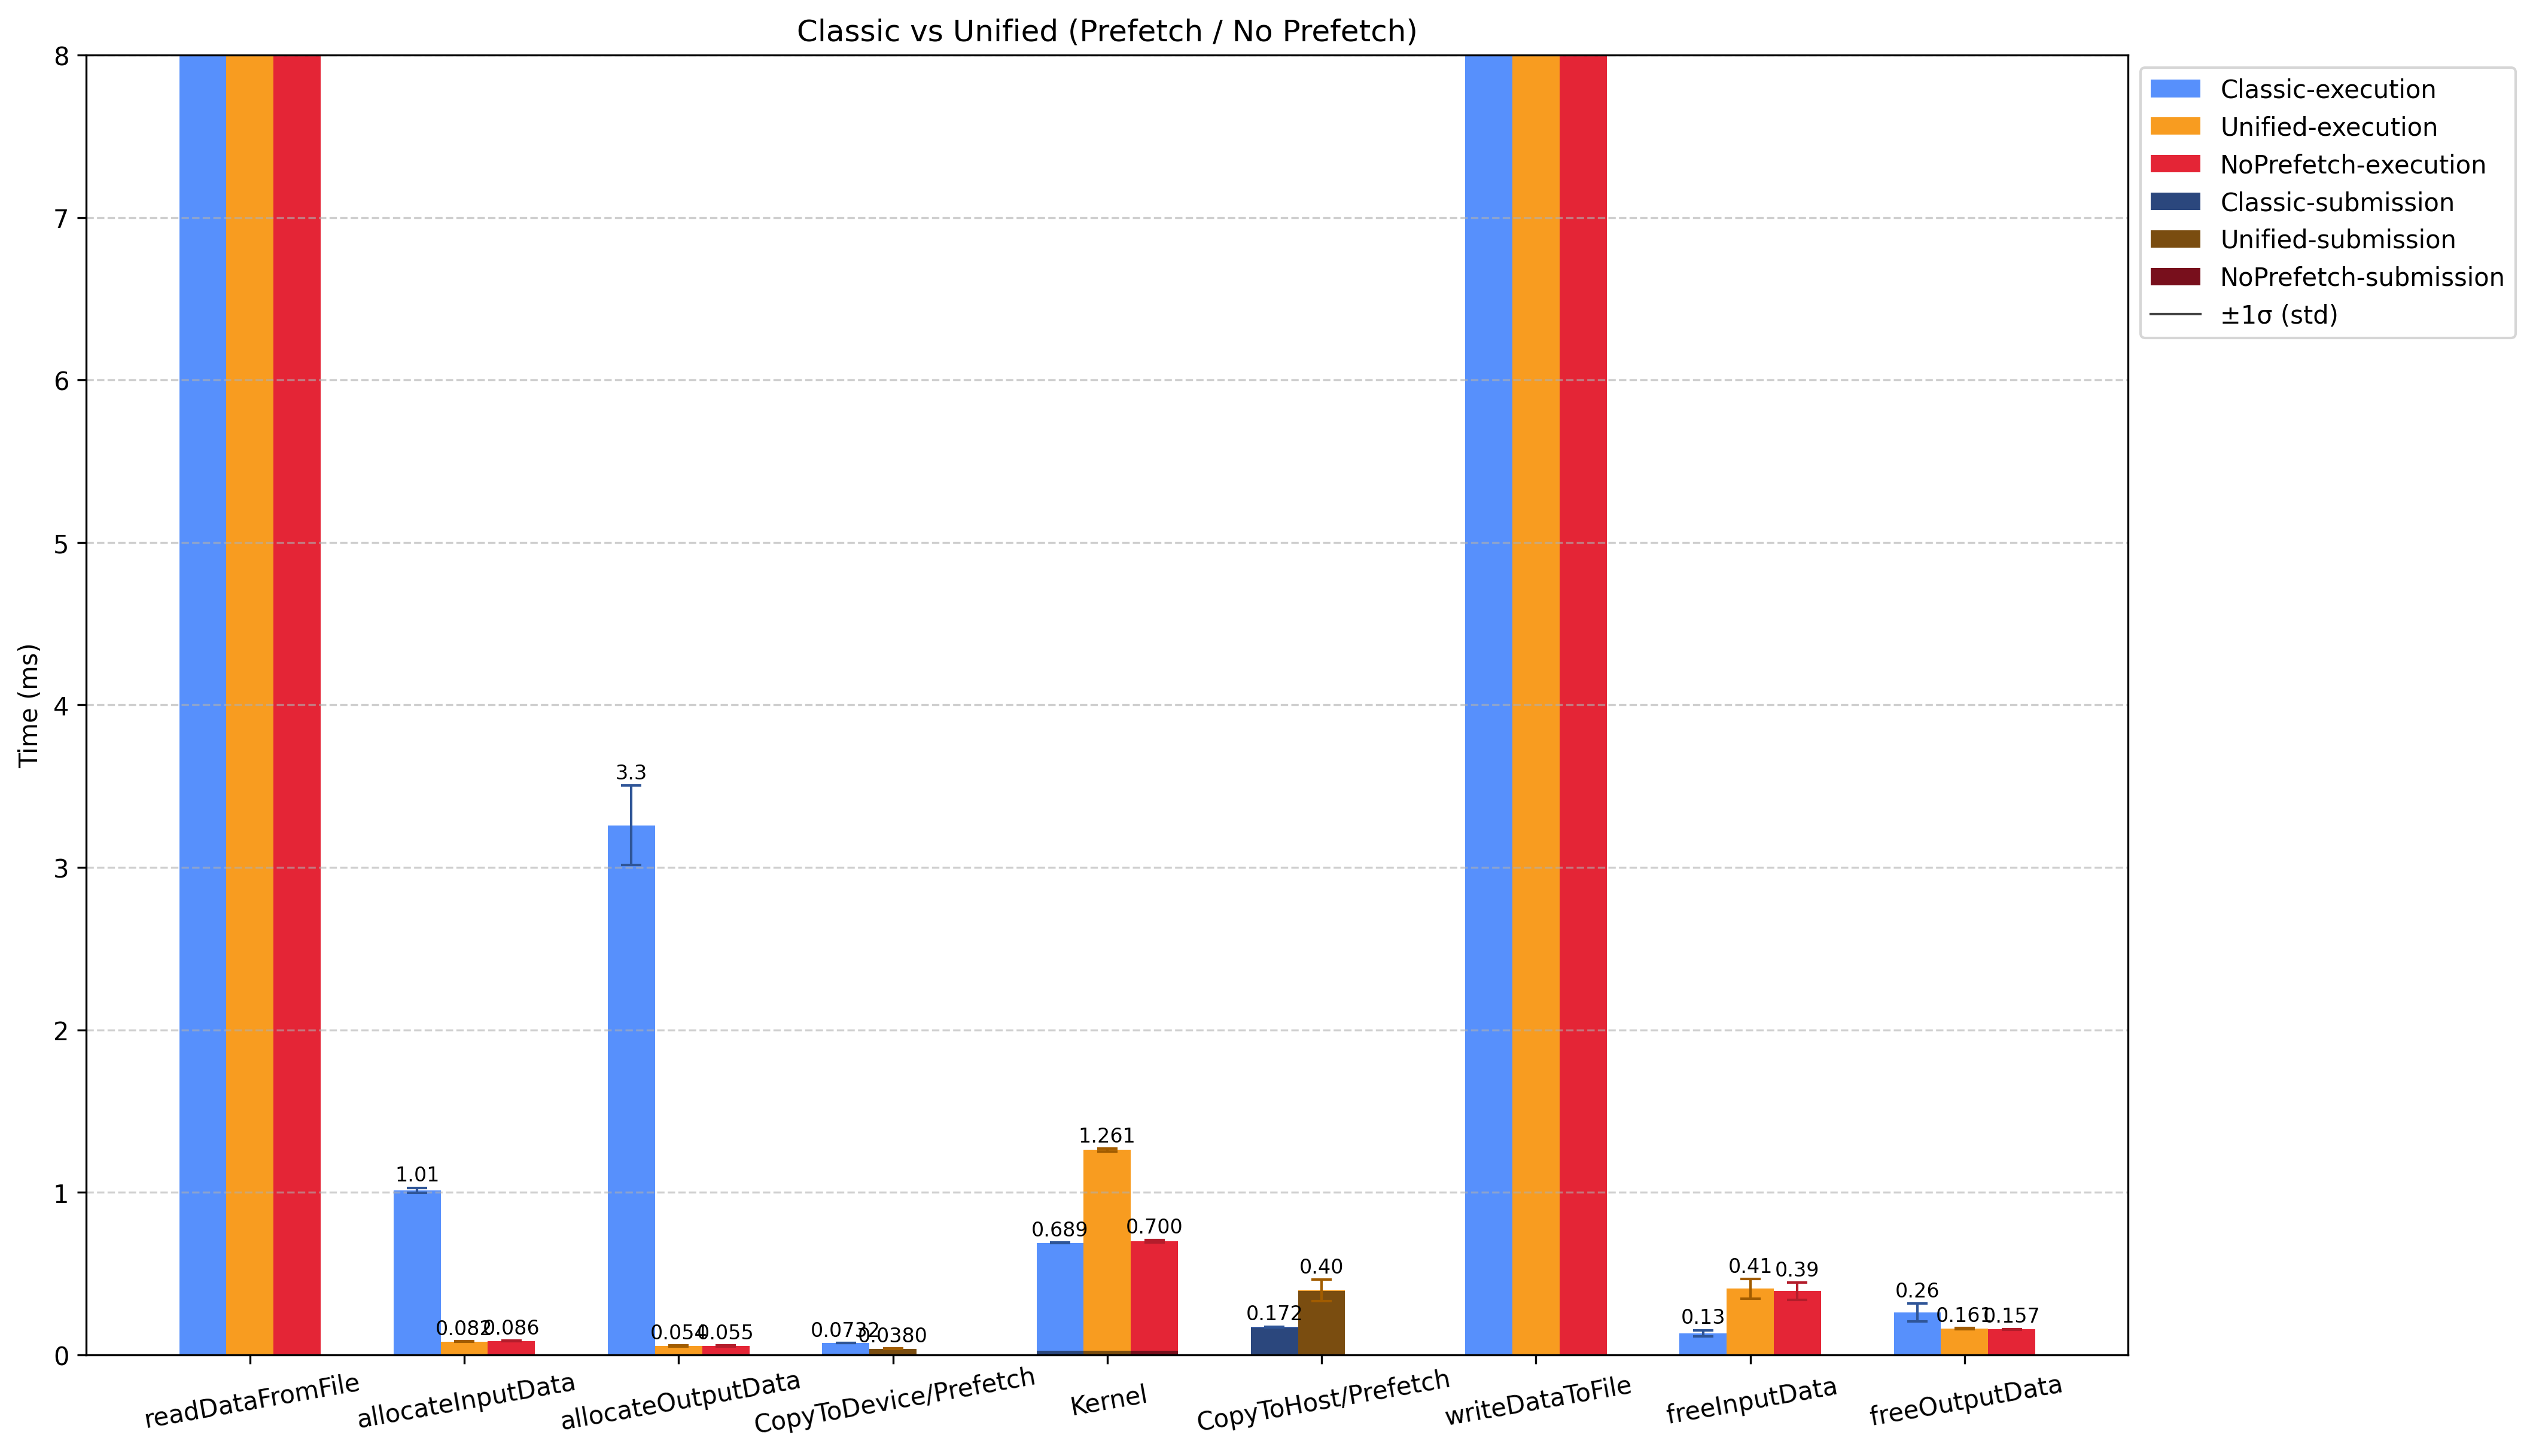 Classic vs Unified (Prefetch / No Prefetch)
Time (ms)
8
7
6
5
4
3
2
1
0
1.01
0.082
0.086
3.3
0.054
0.055
0.0732
0.0380
0.689
1.261
0.700
0.172
0.40
0.13
0.41
0.39
0.26
0.161
0.157
readDataFromFile
allocateInputData
allocateOutputData
CopyToDevice/Prefetch
Kernel
CopyToHost/Prefetch
writeDataToFile
freeInputData
freeOutputData
Classic-execution
Unified-execution
NoPrefetch-execution
Classic-submission
Unified-submission
NoPrefetch-submission
±1σ (std)